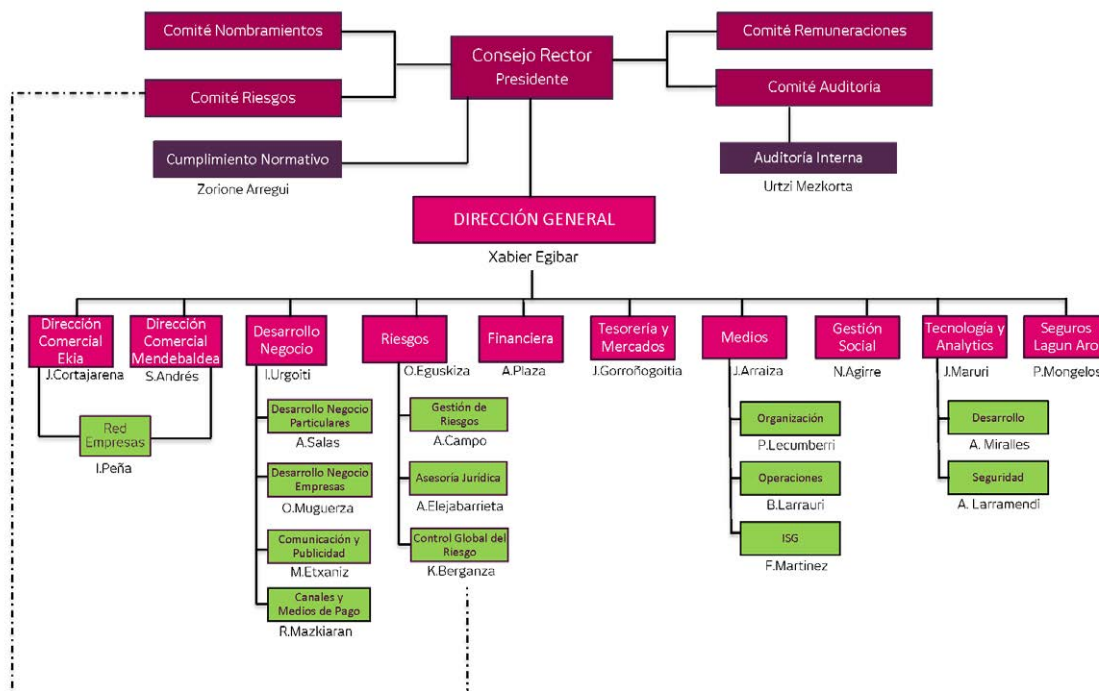 Comité Nombramientos
Consejo Rector
Presidente
Comité Remuneraciones
Comité Riesgos
Comité Auditoría
Cumplimiento Normativo
Zorione Arregui
Auditoría Interna
Urtzi Mezkorta
DIRECCIÓN GENERAL
Xabier Egibar
Dirección
Comercial
Ekia
J.Cortajarena
Dirección
Comercial
Mendebaldea
S.Andrés
Desarrollo
Negocio
I.Urgoiti
Riesgos
O.Eguskiza
Financiera
A.Plaza
Tesorería y
Mercados
J.Gorroñogoitia
Medios
J.Arraiza
Gestión
Social
N.Agirre
Tecnología y
Analytics
J.Maruri
Seguros
Lagun Aro
P.Mongelos
Red
Empresas
I.Peña
Desarrollo Negocio
Particulares
A.Salas
Desarrollo Negocio
Empresas
O.Muguerza
Comunicación y
Publicidad
M.Etxaniz
Canales y
Medios de Pago
R.Mazkiaran
Gestión de
Riesgos
A.Campo
Asesoría Jurídica
A.Elejabarrieta
Control Global del
Riesgo
K.Berganza
Organización
P.Lecumberri
Operaciones
B.Larrauri
ISG
F.Martinez
Desarrollo
A. Miralles
Seguridad
A. Larramendi